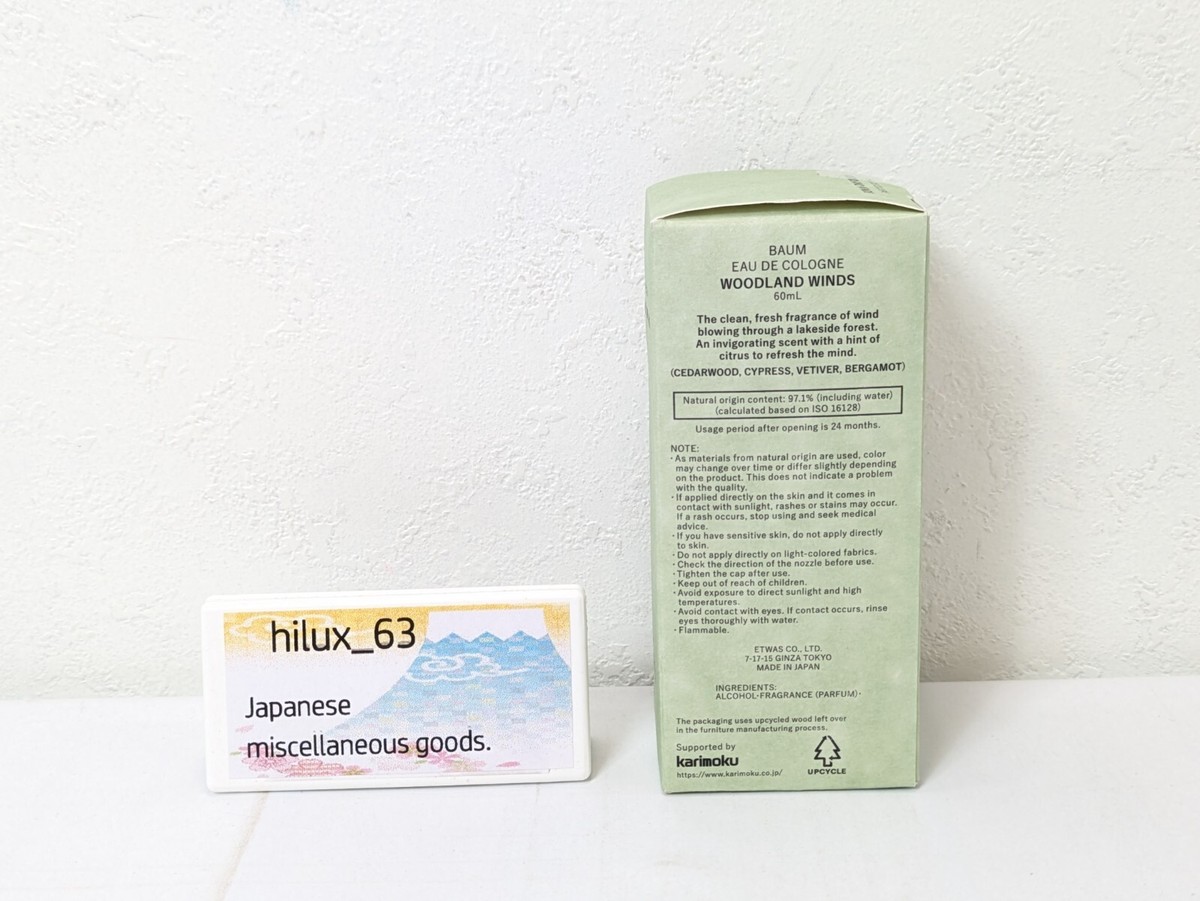 BAUM
EAU DE COLOGNE
WOODLAND WINDS
60mL
The clean, fresh fragrance of wind
blowing through a lakeside forest.
An invigorating scent with a hint of
citrus to refresh the mind.
(CEDARWOOD, CYPRESS, VETIVER, BERGAMOT)
Natural origin content: 97.1% (including water)
(calculated based on ISO 16128)
Usage period after opening is 24 months.
NOTE:
・As materials from natural origin are used, color
may change over time or differ slightly depending
on the product. This does not indicate a problem
with the quality.
・If applied directly on the skin and it comes in
contact with sunlight, rashes or stains may occur.
If a rash occurs, stop using and seek medical
advice.
・If you have sensitive skin, do not apply directly
to skin.
・Do not apply directly on light-colored fabrics.
・Check the direction of the nozzle before use.
・Tighten the cap after use.
・Keep out of reach of children.
・Avoid exposure to direct sunlight and high
temperatures.
・Avoid contact with eyes. If contact occurs, rinse
eyes thoroughly with water.
・Flammable.
ETWAS CO., LTD.
7-17-15 GINZA TOKYO
MADE IN JAPAN
INGREDIENTS:
ALCOHOL・FRAGRANCE (PARFUM)・
The packaging uses upcycled wood left over
in the furniture manufacturing process.
Supported by
karimoku
https://www.karimoku.co.jp/
UPCYCLE
hilux_63
Japanese
miscellaneous goods.